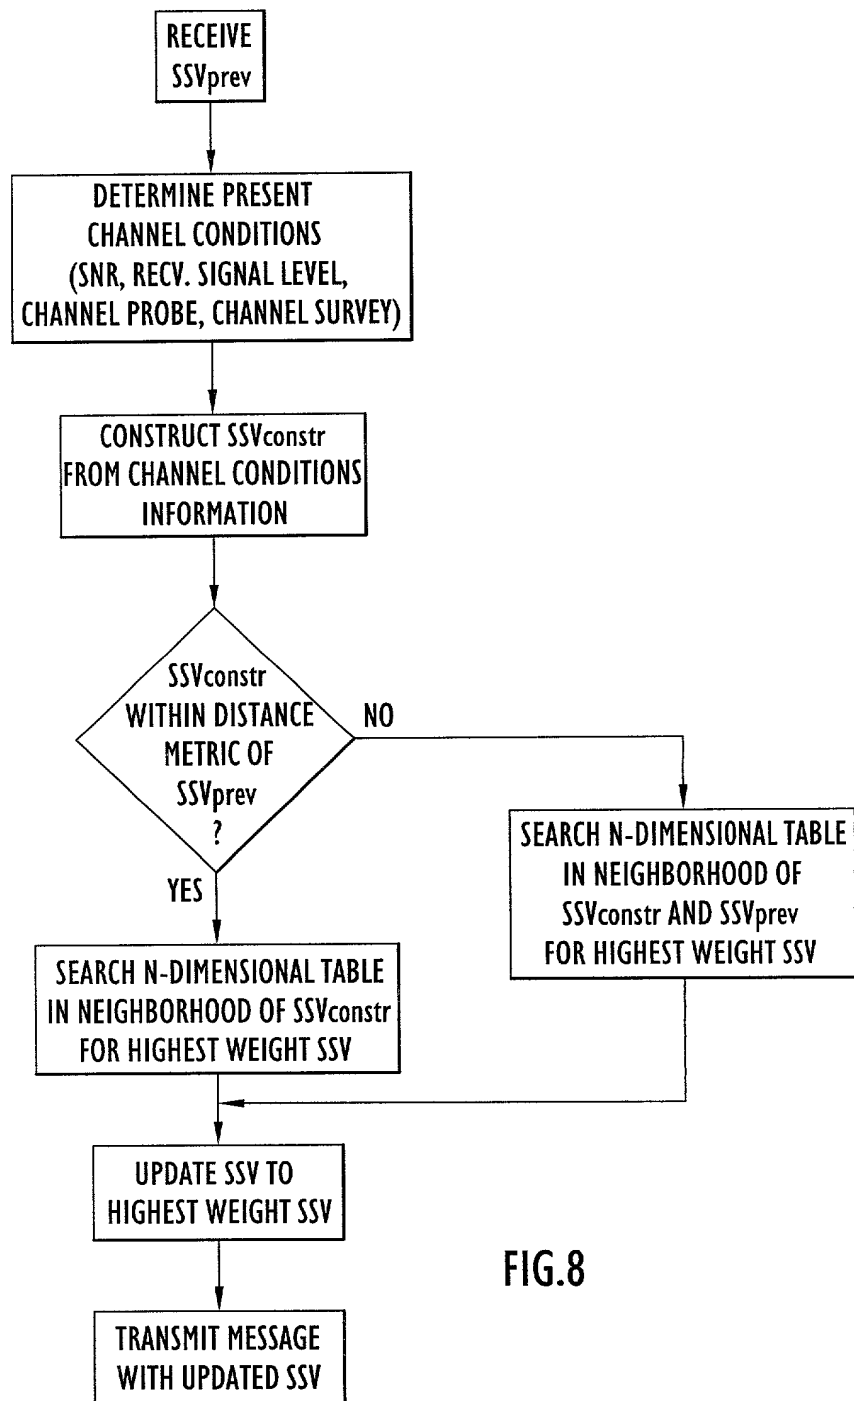 RECEIVE
SSVprev
DETERMINE PRESENT
CHANNEL CONDITIONS
(SNR, RECV. SIGNAL LEVEL,
CHANNEL PROBE, CHANNEL SURVEY)
CONSTRUCT SSVconstr
FROM CHANNEL CONDITIONS
INFORMATION
SSVconstr
WITHIN DISTANCE
METRIC OF
SSVprev
?
NO
YES
SEARCH N-DIMENSIONAL TABLE
IN NEIGHBORHOOD OF
SSVconstr AND SSVprev
FOR HIGHEST WEIGHT SSV
SEARCH N-DIMENSIONAL TABLE
IN NEIGHBORHOOD OF SSVconstr
FOR HIGHEST WEIGHT SSV
UPDATE SSV TO
HIGHEST WEIGHT SSV
TRANSMIT MESSAGE
WITH UPDATED SSV
FIG.8